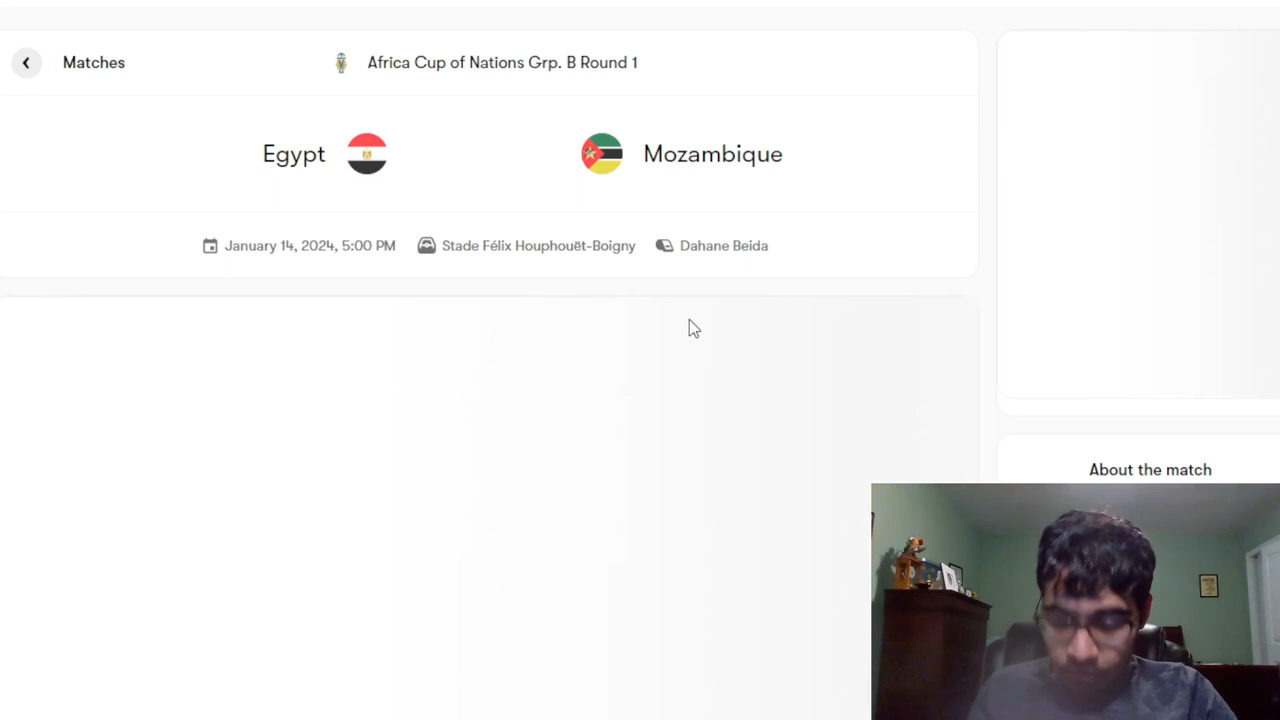 Matches
Africa Cup of Nations Grp. B Round 1
Egypt
Mozambique
January 14, 2024, 5:00 PM
Stade Félix Houphouët-Boigny
Dahane Beida
About the match